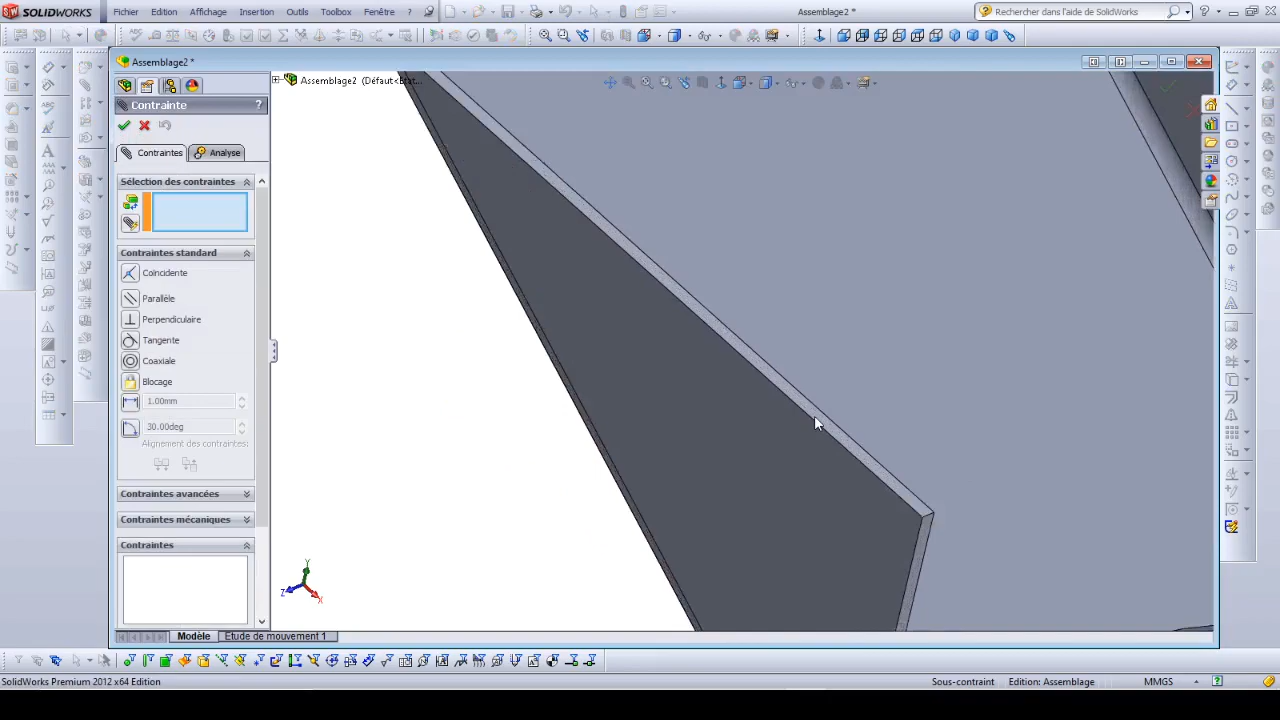 SOLIDWORKS Fichier Edition Affichage Insertion Outils Toolbox Fenêtre ? Assemblage2 * Rechercher dans l'aide de SolidWorks
Assemblage2 *
Assemblage2 (Défaut<Etat...
Contrainte ?
Contraintes Analyse
Sélection des contraintes
Contraintes standard
Coïncidente
Parallèle
Perpendiculaire
Tangente
Coaxiale
Blocage
1.00mm
30.00deg
Alignement des contraintes:
Contraintes avancées
Contraintes mécaniques
Contraintes
Y
Z
X
Modèle Etude de mouvement 1
SolidWorks Premium 2012 x64 Edition Sous-contraint Edition: Assemblage MMGS